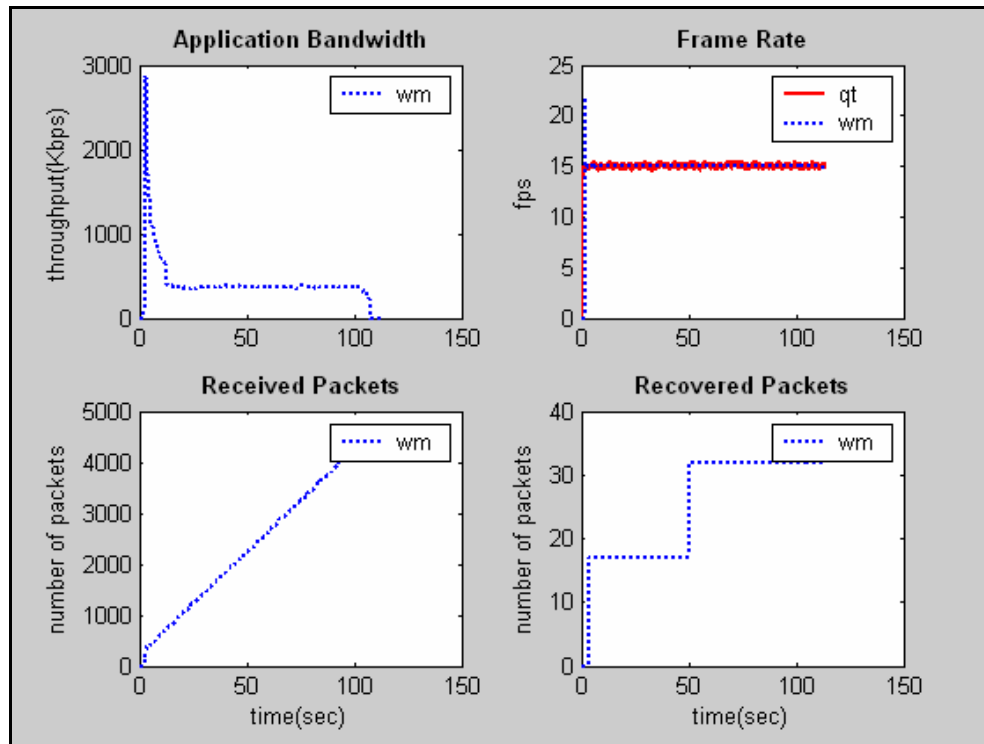 Application Bandwidth
throughput(Kbps)
3000
2000
1000
0
0 50 100 150
wm
Frame Rate
fps
25
20
15
10
5
0
0 50 100 150
qt
wm
Received Packets
number of packets
5000
4000
3000
2000
1000
0
0 50 100 150
time(sec)
wm
Recovered Packets
number of packets
40
30
20
10
0
0 50 100 150
time(sec)
wm